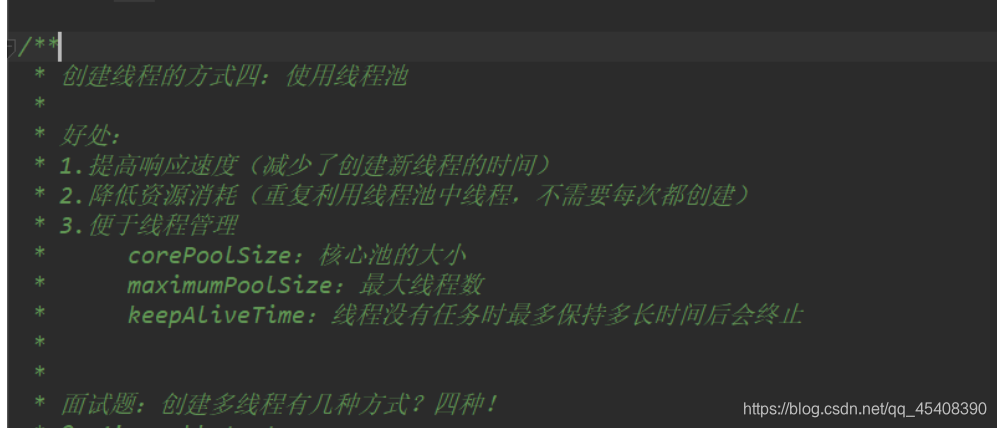 /**
* 创建线程的方式四：使用线程池
*
* 好处：
* 1.提高响应速度（减少了创建新线程的时间）
* 2.降低资源消耗（重复利用线程池中线程，不需要每次都创建）
* 3.便于线程管理
* corePoolSize：核心池的大小
* maximumPoolSize：最大线程数
* keepAliveTime：线程没有任务时最多保持多长时间后会终止
*
*
* 面试题：创建多线程有几种方式？四种！
https://blog.csdn.net/qq_45408390